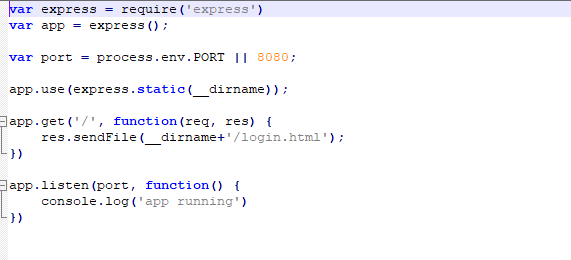 var express = require('express')
var app = express();

var port = process.env.PORT || 8080;

app.use(express.static(__dirname));

app.get('/', function(req, res) {
    res.sendFile(__dirname+'/login.html');
})

app.listen(port, function() {
    console.log('app running')
})